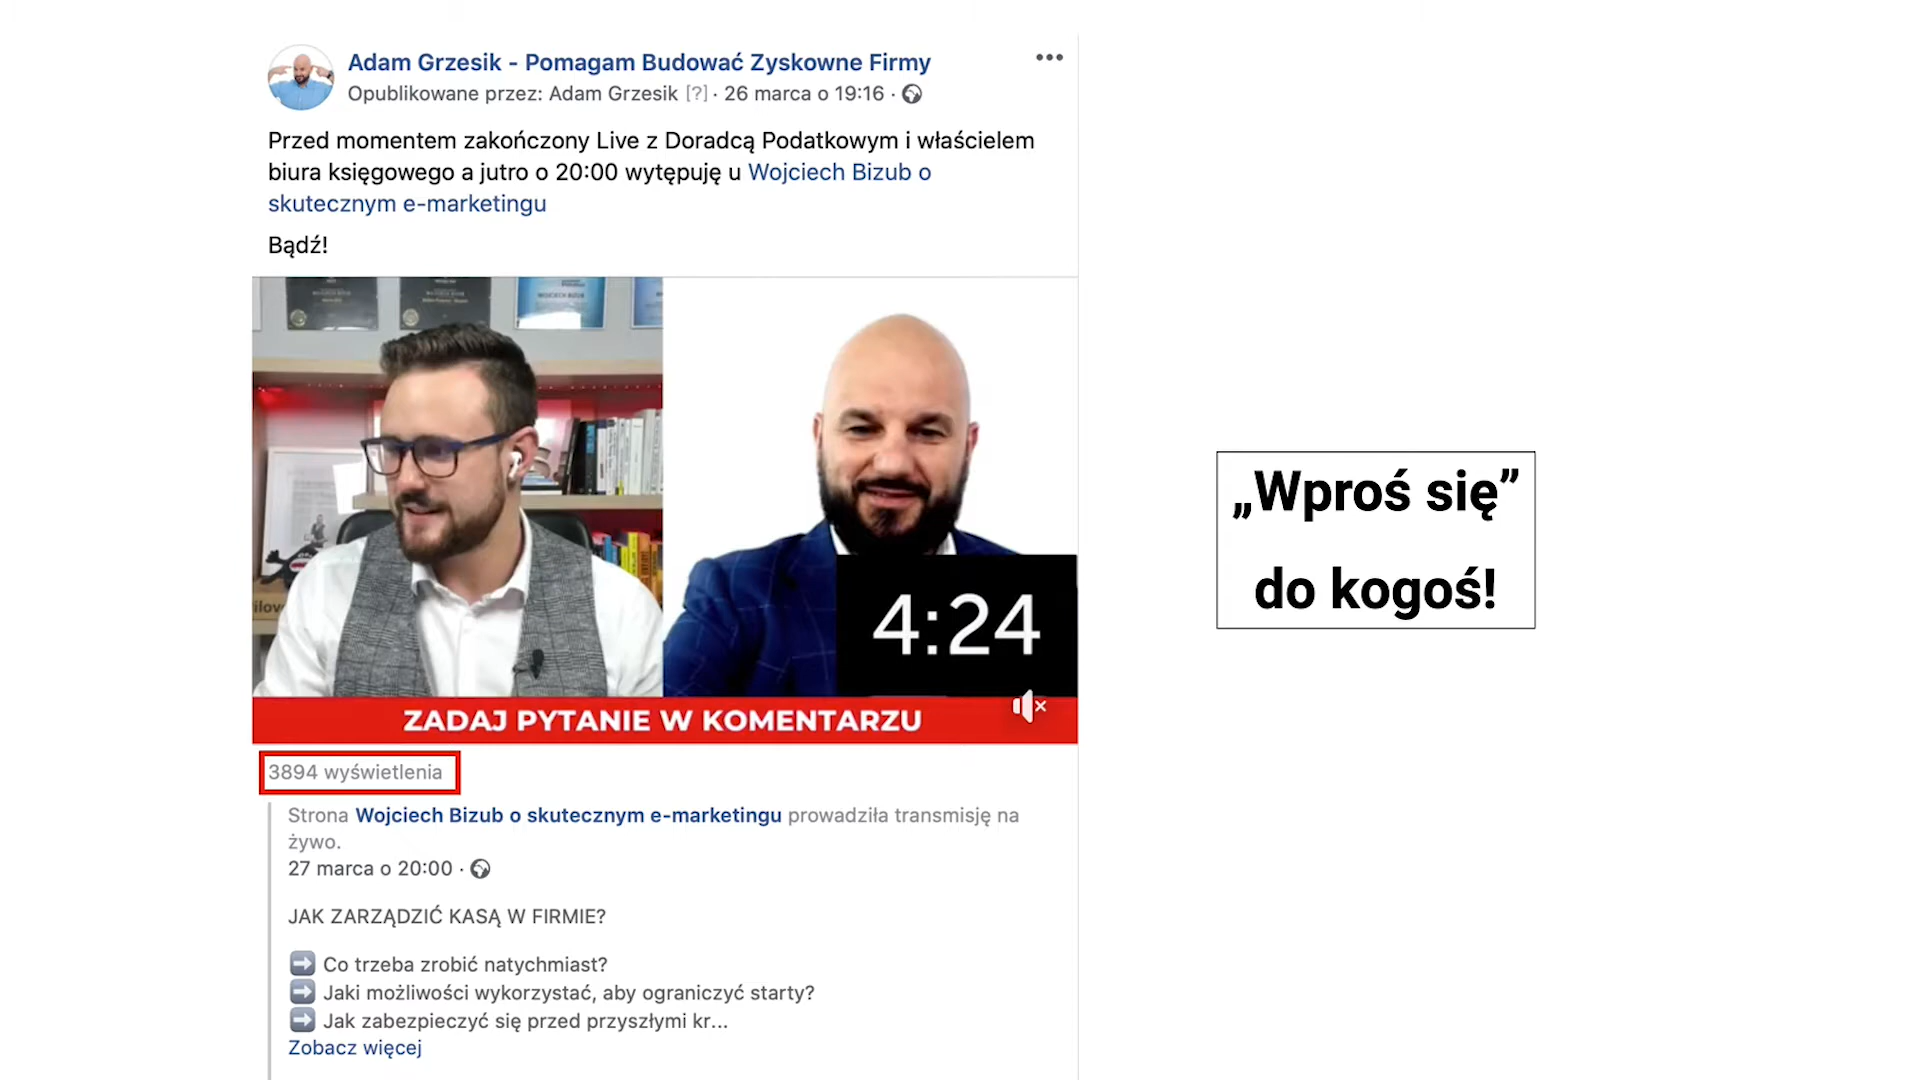 Adam Grzesik - Pomagam Budować Zyskowne Firmy
Opublikowane przez: Adam Grzesik [?] · 26 marca o 19:16 ·
Przed momentem zakończony Live z Doradcą Podatkowym i właścielem
biura księgowego a jutro o 20:00 wytępuję u Wojciech Bizub o
skutecznym e-marketingu
Bądź!
WOJCIECH BIZUB
4:24
ZADAJ PYTANIE W KOMENTARZU
3894 wyświetlenia
Strona Wojciech Bizub o skutecznym e-marketingu prowadziła transmisję na
żywo.
27 marca o 20:00 ·
JAK ZARZĄDZIĆ KASĄ W FIRMIE?
Co trzeba zrobić natychmiast?
Jaki możliwości wykorzystać, aby ograniczyć starty?
Jak zabezpieczyć się przed przyszłymi kr...
Zobacz więcej
„Wproś się”
do kogoś!